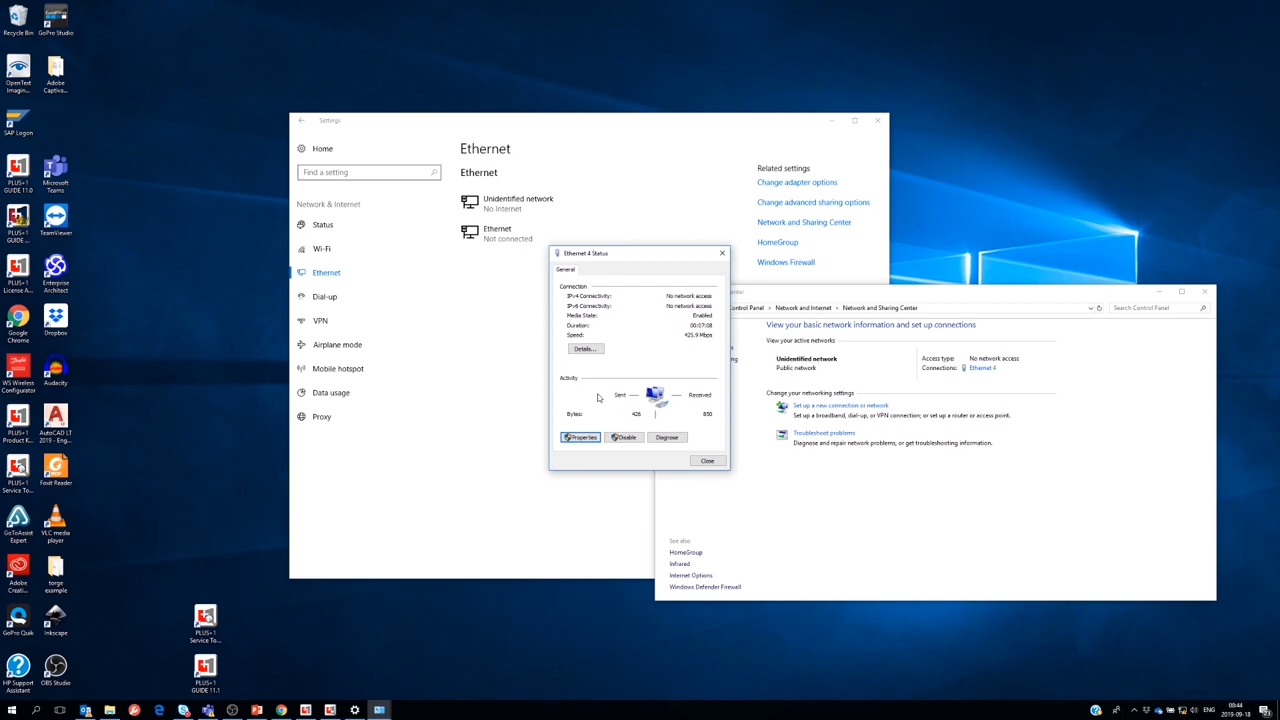 Recycle Bin
GoPro Studio
OpenText
Imagin...
Adobe
Captiva...
SAP Logon
PLUS+1
GUIDE 11.0
Microsoft
Teams
PLUS+1
GUIDE ...
TeamViewer
PLUS+1
License A...
Enterprise
Architect
Google
Chrome
Dropbox
WS Wireless
Configurator
Audacity
PLUS+1
Product K...
AutoCAD LT
2019 - Eng...
PLUS+1
Service To...
Foxit Reader
GoToAssist
Expert
VLC media
player
Adobe
Creati...
torge
example
GoPro Quik
Inkscape
PLUS+1
Service To...
HP Support
Assistant
OBS Studio
PLUS+1
GUIDE 11.1
Settings
Home
Find a setting
Network & Internet
Status
Wi-Fi
Ethernet
Dial-up
VPN
Airplane mode
Mobile hotspot
Data usage
Proxy
Ethernet
Ethernet
Unidentified network
No Internet
Ethernet
Not connected
Related settings
Change adapter options
Change advanced sharing options
Network and Sharing Center
HomeGroup
Windows Firewall
Ethernet 4 Status
General
Connection
IPv4 Connectivity: No network access
IPv6 Connectivity: No network access
Media State: Enabled
Duration: 00:07:08
Speed: 425.9 Mbps
Details...
Activity
Sent Received
Bytes: 426 850
Properties Disable Diagnose
Close
Control Panel > Network and Internet > Network and Sharing Center
Search Control Panel
View your basic network information and set up connections
View your active networks
Unidentified network
Public network
Access type: No network access
Connections: Ethernet 4
Change your networking settings
Set up a new connection or network
Set up a broadband, dial-up, or VPN connection; or set up a router or access point.
Troubleshoot problems
Diagnose and repair network problems, or get troubleshooting information.
See also
HomeGroup
Infrared
Internet Options
Windows Defender Firewall
ENG
08:44
2019-09-18